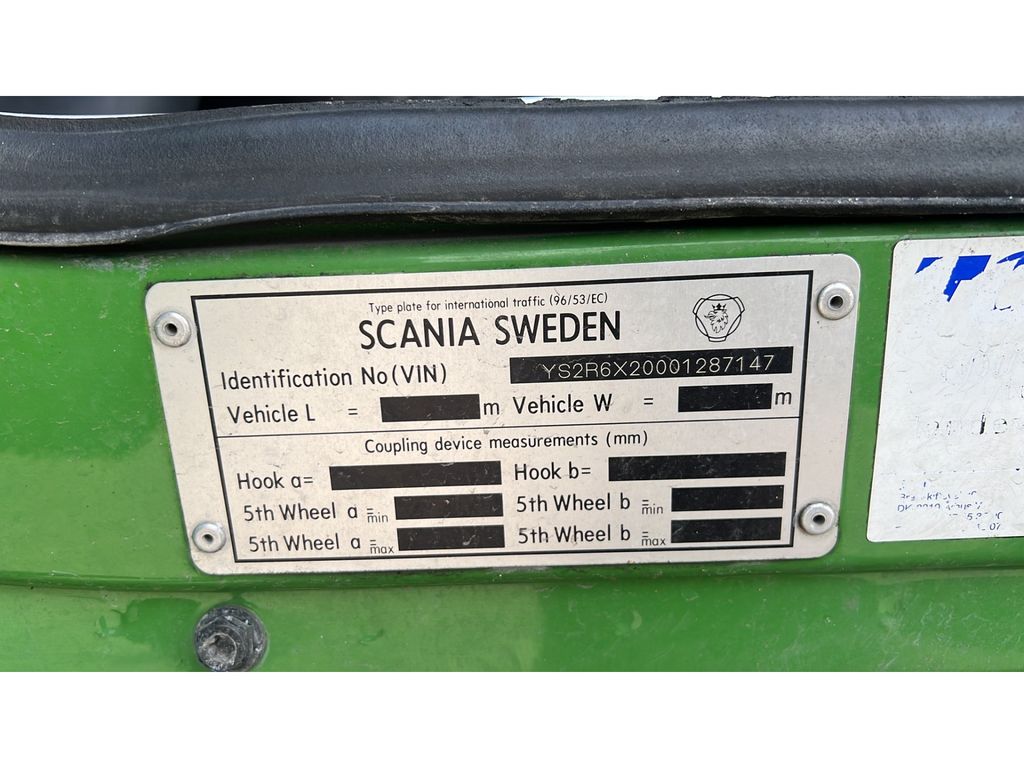 Type plate for international traffic (96/53/EC)
SCANIA SWEDEN
Identification No(VIN) YS2R6X20001287147
Vehicle L = m Vehicle W = m
Coupling device measurements (mm)
Hook a= Hook b=
5th Wheel a =min 5th Wheel b =min
5th Wheel a =max 5th Wheel b =max